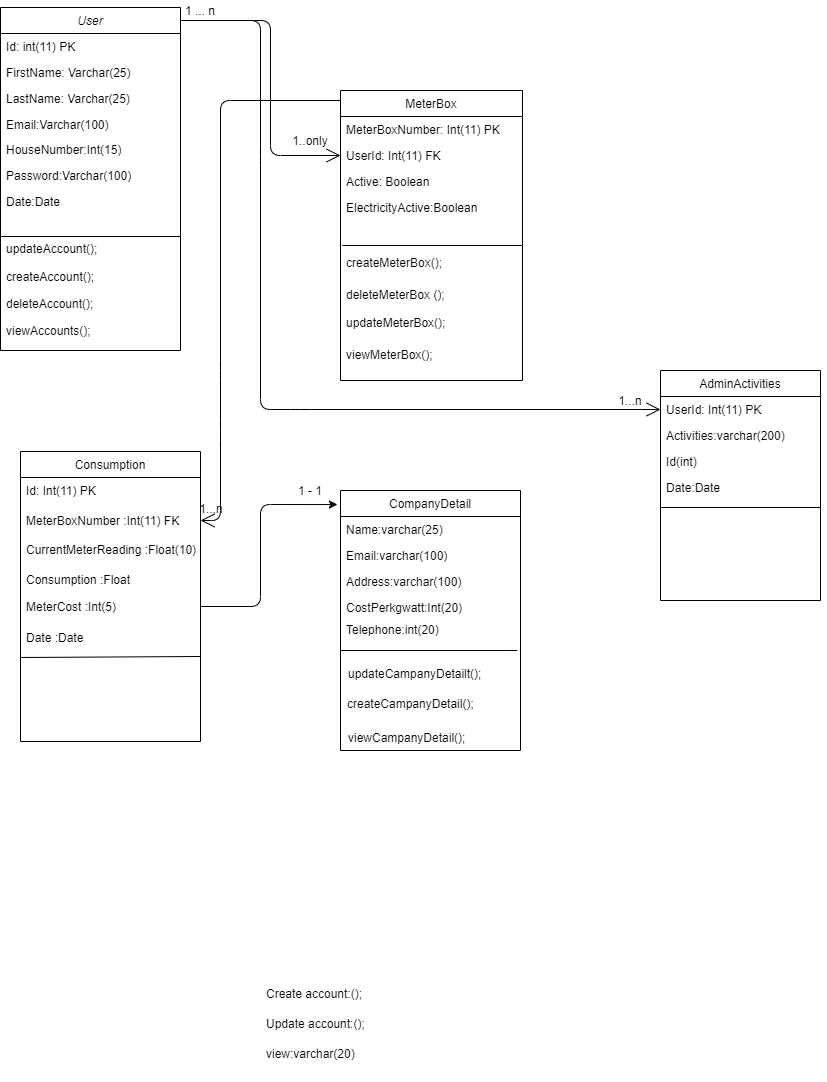 User
Id: int(11) PK
FirstName: Varchar(25)
LastName: Varchar(25)
Email:Varchar(100)
HouseNumber:Int(15)
Password:Varchar(100)
Date:Date
updateAccount();
createAccount();
deleteAccount();
viewAccounts();
1 ... n
1..only
MeterBox
MeterBoxNumber: Int(11) PK
UserId: Int(11) FK
Active: Boolean
ElectricityActive:Boolean
createMeterBox();
deleteMeterBox ();
updateMeterBox();
viewMeterBox();
1...n
AdminActivities
UserId: Int(11) PK
Activities:varchar(200)
Id(int)
Date:Date
Consumption
Id: Int(11) PK
MeterBoxNumber :Int(11) FK
CurrentMeterReading :Float(10)
Consumption :Float
MeterCost :Int(5)
Date :Date
1...n
1 - 1
CompanyDetail
Name:varchar(25)
Email:varchar(100)
Address:varchar(100)
CostPerkgwatt:Int(20)
Telephone:int(20)
updateCampanyDetailt();
createCampanyDetail();
viewCampanyDetail();
Create account:();
Update account:();
view:varchar(20)